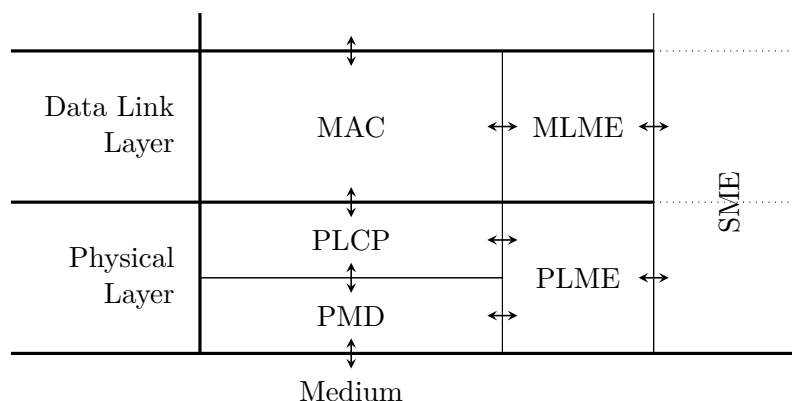 Data Link
Layer
MAC
MLME
SME
Physical
Layer
PLCP
PLME
PMD
Medium